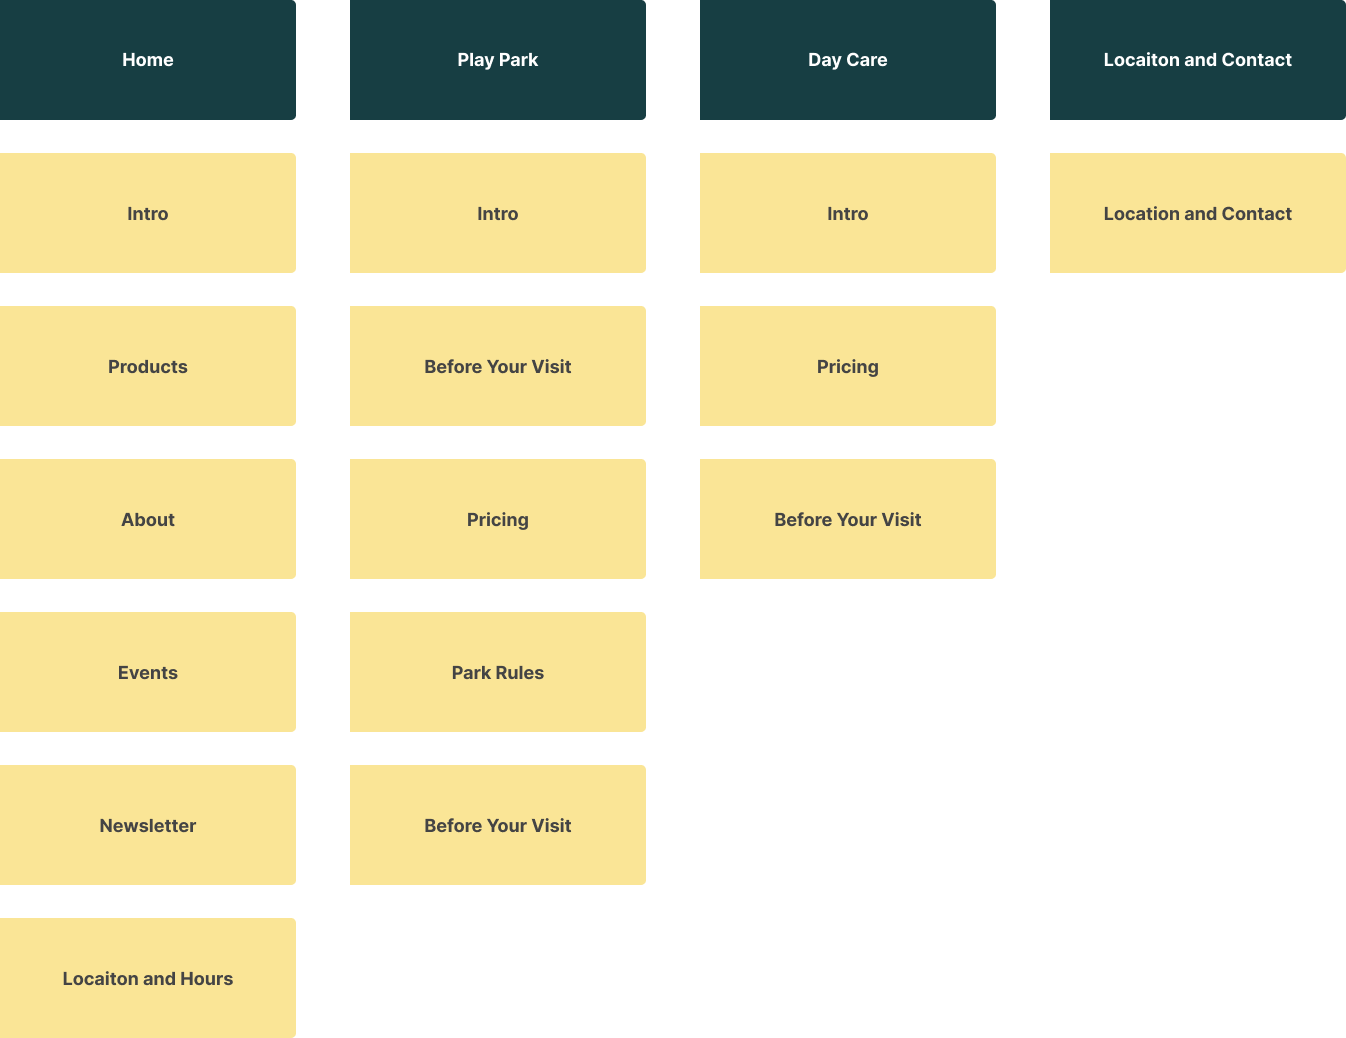 Home
Play Park
Day Care
Locaiton and Contact
Intro
Intro
Intro
Location and Contact
Products
Before Your Visit
Pricing
About
Pricing
Before Your Visit
Events
Park Rules
Newsletter
Before Your Visit
Locaiton and Hours